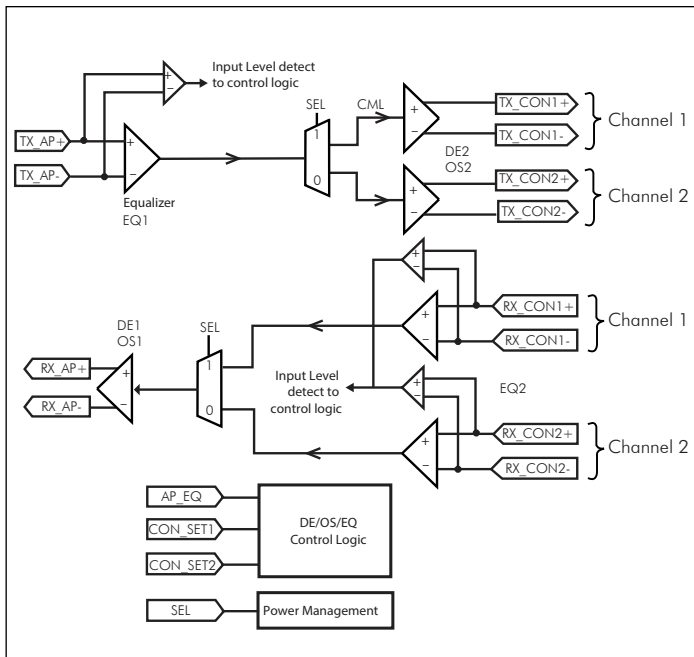 Input Level detect
to control logic
SEL
CML
TX_AP+
+
−
+
−
1
0
+
−
TX_CON1+
TX_CON1-
Channel 1
TX_AP-
Equalizer
EQ1
DE2
OS2
+
−
TX_CON2+
TX_CON2-
Channel 2
+
−
RX_CON1+
RX_CON1-
Channel 1
DE1
OS1
SEL
+
−
RX_AP+
RX_AP-
+
−
1
0
Input Level
detect to
control logic
+
−
EQ2
+
−
RX_CON2+
RX_CON2-
Channel 2
AP_EQ
CON_SET1
CON_SET2
DE/OS/EQ
Control Logic
SEL
Power Management